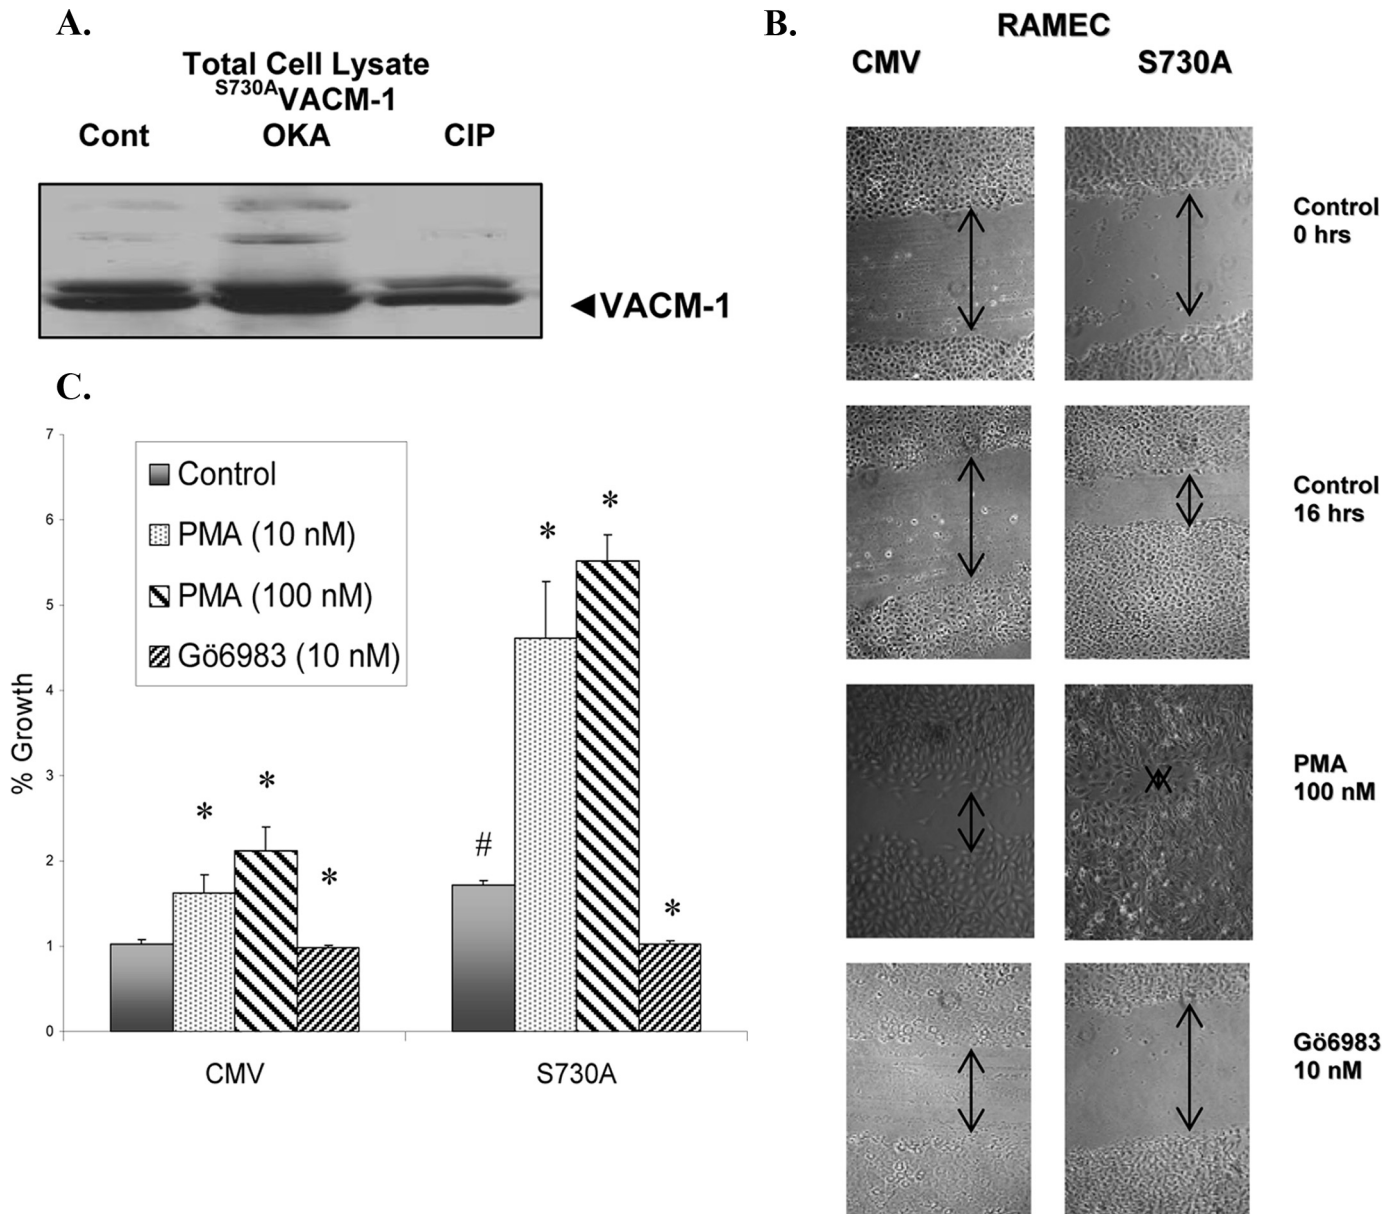 A.
Total Cell Lysate
S730AVACM-1
Cont OKA CIP
◀VACM-1
B.
RAMEC
CMV S730A
Control
0 hrs
Control
16 hrs
PMA
100 nM
Gö6983
10 nM
C.
7
6
5
4
3
2
1
0
% Growth
Control
PMA (10 nM)
PMA (100 nM)
Gö6983 (10 nM)
*
*
*
#
*
*
*
CMV S730A